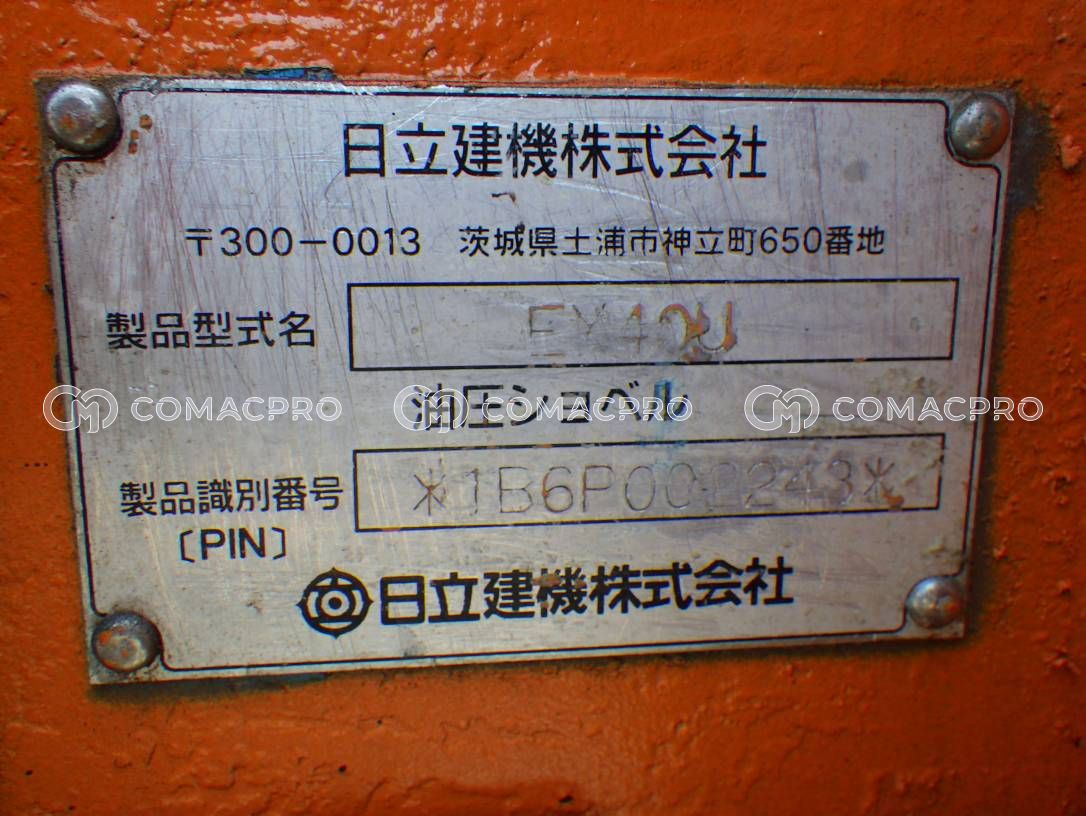 日立建機株式会社
〒300-0013 茨城県土浦市神立町650番地
製品型式名 EX40U
油圧ショベル
COMACPRO COMACPRO COMACPRO
製品識別番号 *1B6P002243*
〔PIN〕
日立建機株式会社